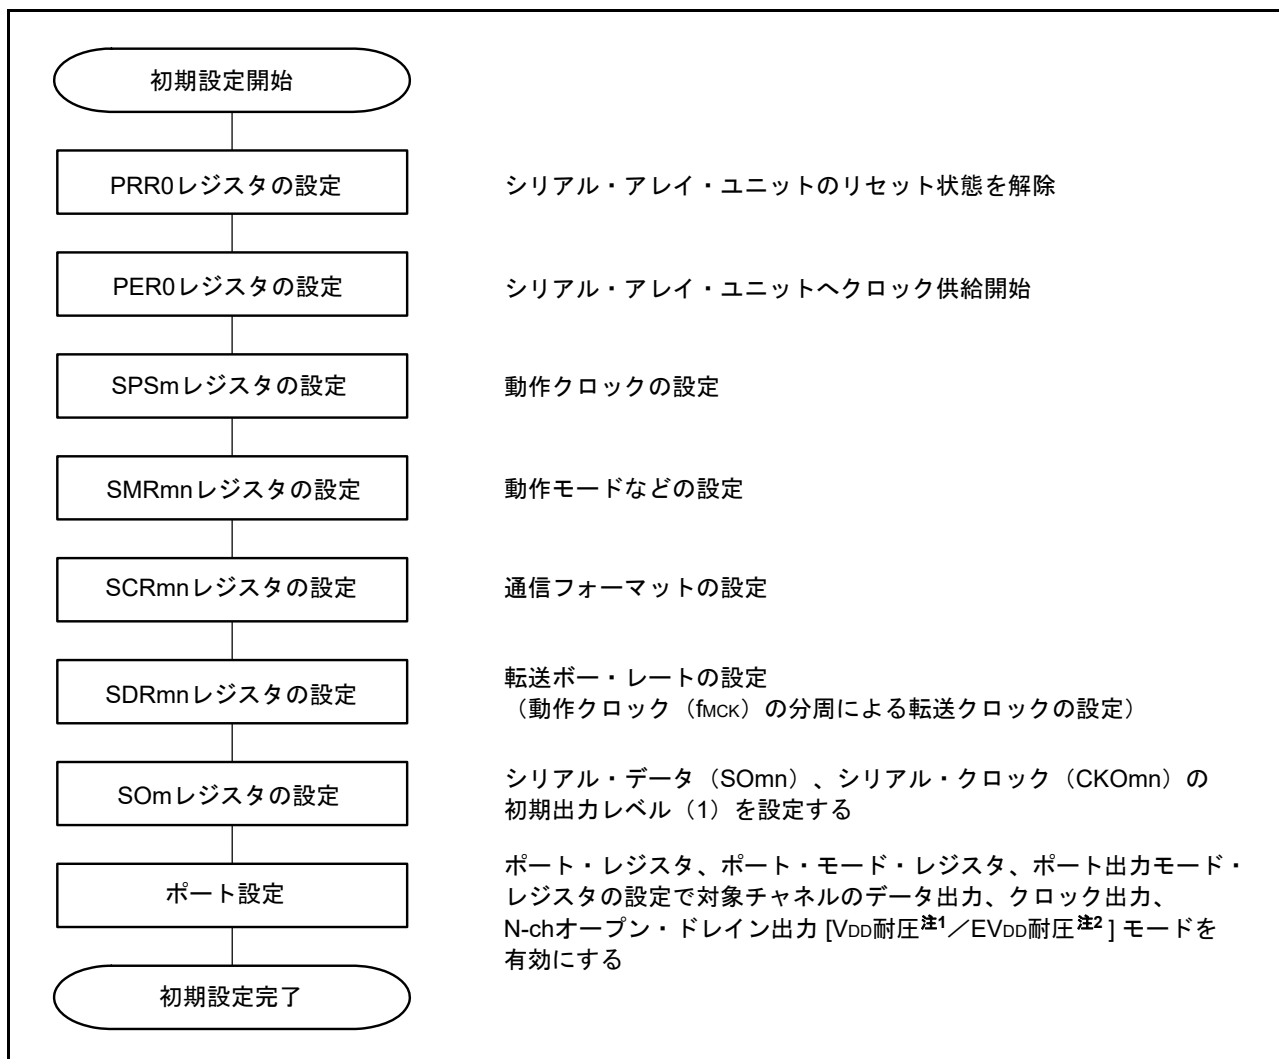 初期設定開始
PRR0レジスタの設定
シリアル・アレイ・ユニットのリセット状態を解除
PER0レジスタの設定
シリアル・アレイ・ユニットへクロック供給開始
SPSmレジスタの設定
動作クロックの設定
SMRmnレジスタの設定
動作モードなどの設定
SCRmnレジスタの設定
通信フォーマットの設定
SDRmnレジスタの設定
転送ボー・レートの設定
（動作クロック（fMCK）の分周による転送クロックの設定）
SOmレジスタの設定
シリアル・データ（SOmn）、シリアル・クロック（CKOmn）の
初期出力レベル（1）を設定する
ポート設定
ポート・レジスタ、ポート・モード・レジスタ、ポート出力モード・
レジスタの設定で対象チャネルのデータ出力、クロック出力、
N-chオープン・ドレイン出力 [VDD耐圧注1／EVDD耐圧注2 ] モードを
有効にする
初期設定完了